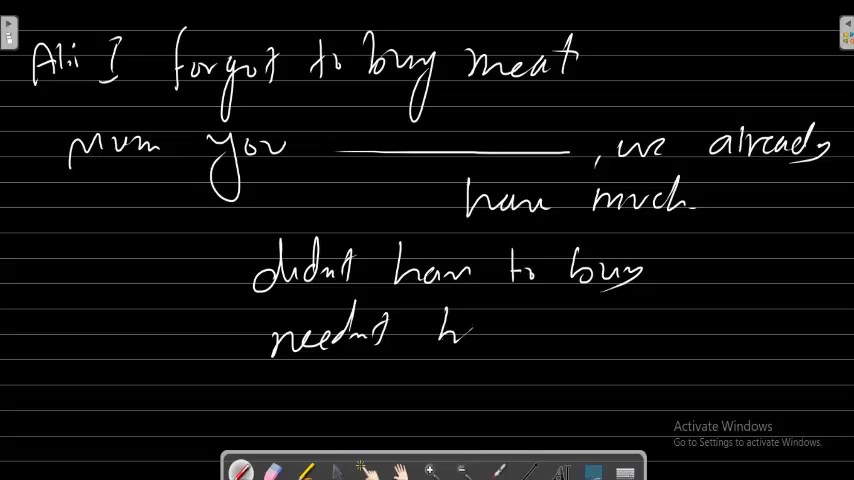 Ali I forgot to buy meat
Mum you ________, we already
have much.
didn't have to buy
needn't h
Activate Windows
Go to Settings to activate Windows.